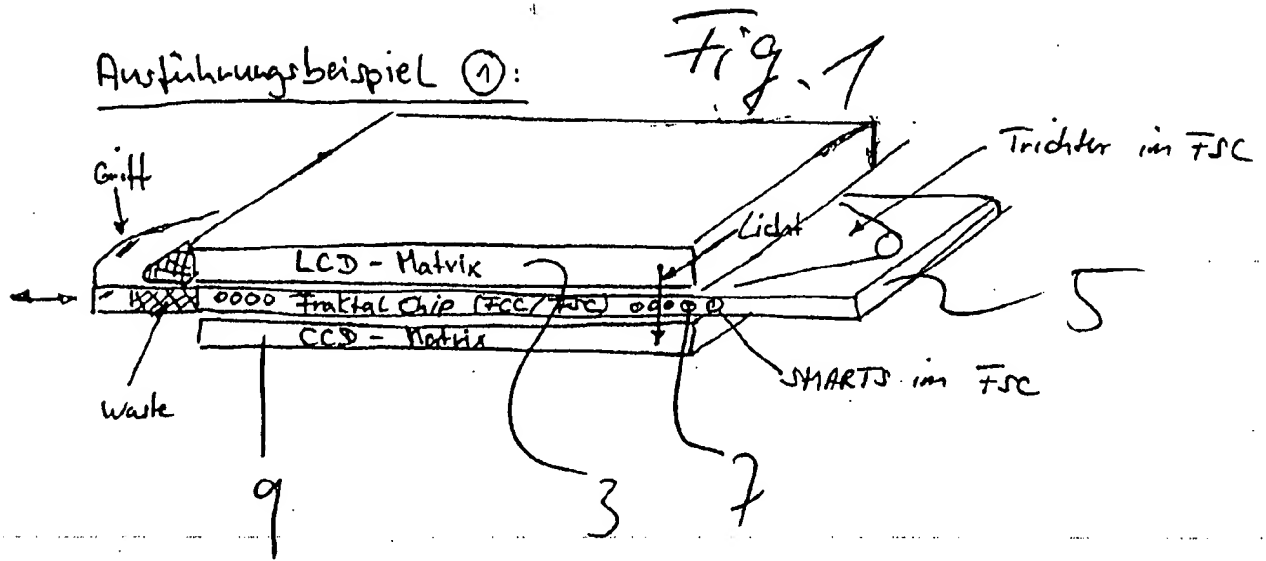 Fig. 1
Ausführungsbeispiel ①:
Trichter im FSC
Griff
Licht
LCD - Matrix
Fraktal Chip (FCC/FSC)
5
CCD - Matrix
SMARTS im FSC
waste
9
3
7